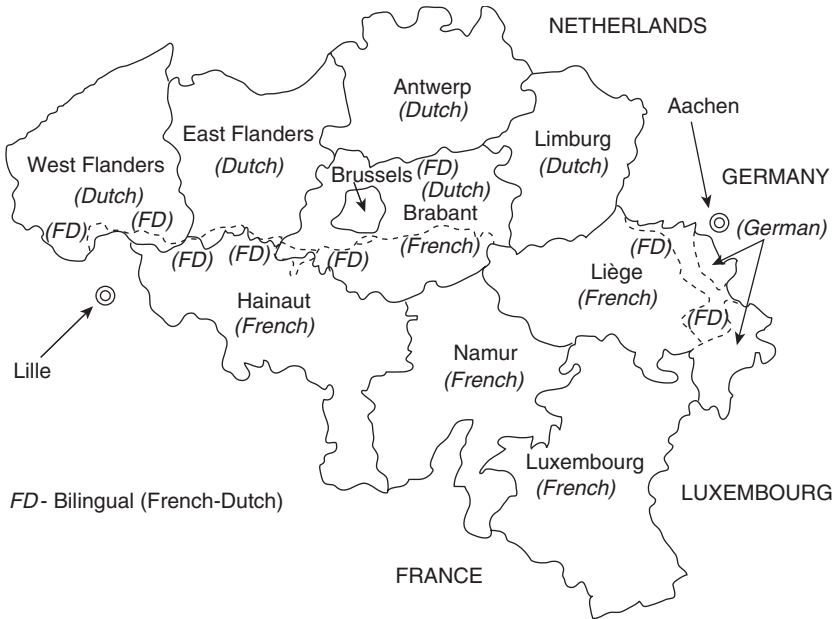 NETHERLANDS
Antwerp
(Dutch)
Aachen
East Flanders
(Dutch)
Limburg
(Dutch)
West Flanders
(Dutch)
Brussels
(FD)
(Dutch)
Brabant
(French)
GERMANY
(German)
(FD)
(FD)
(FD)
(FD)
(FD)
(FD)
(FD)
Liège
(French)
Hainaut
(French)
Lille
Namur
(French)
Luxembourg
(French)
FD - Bilingual (French-Dutch)
LUXEMBOURG
FRANCE